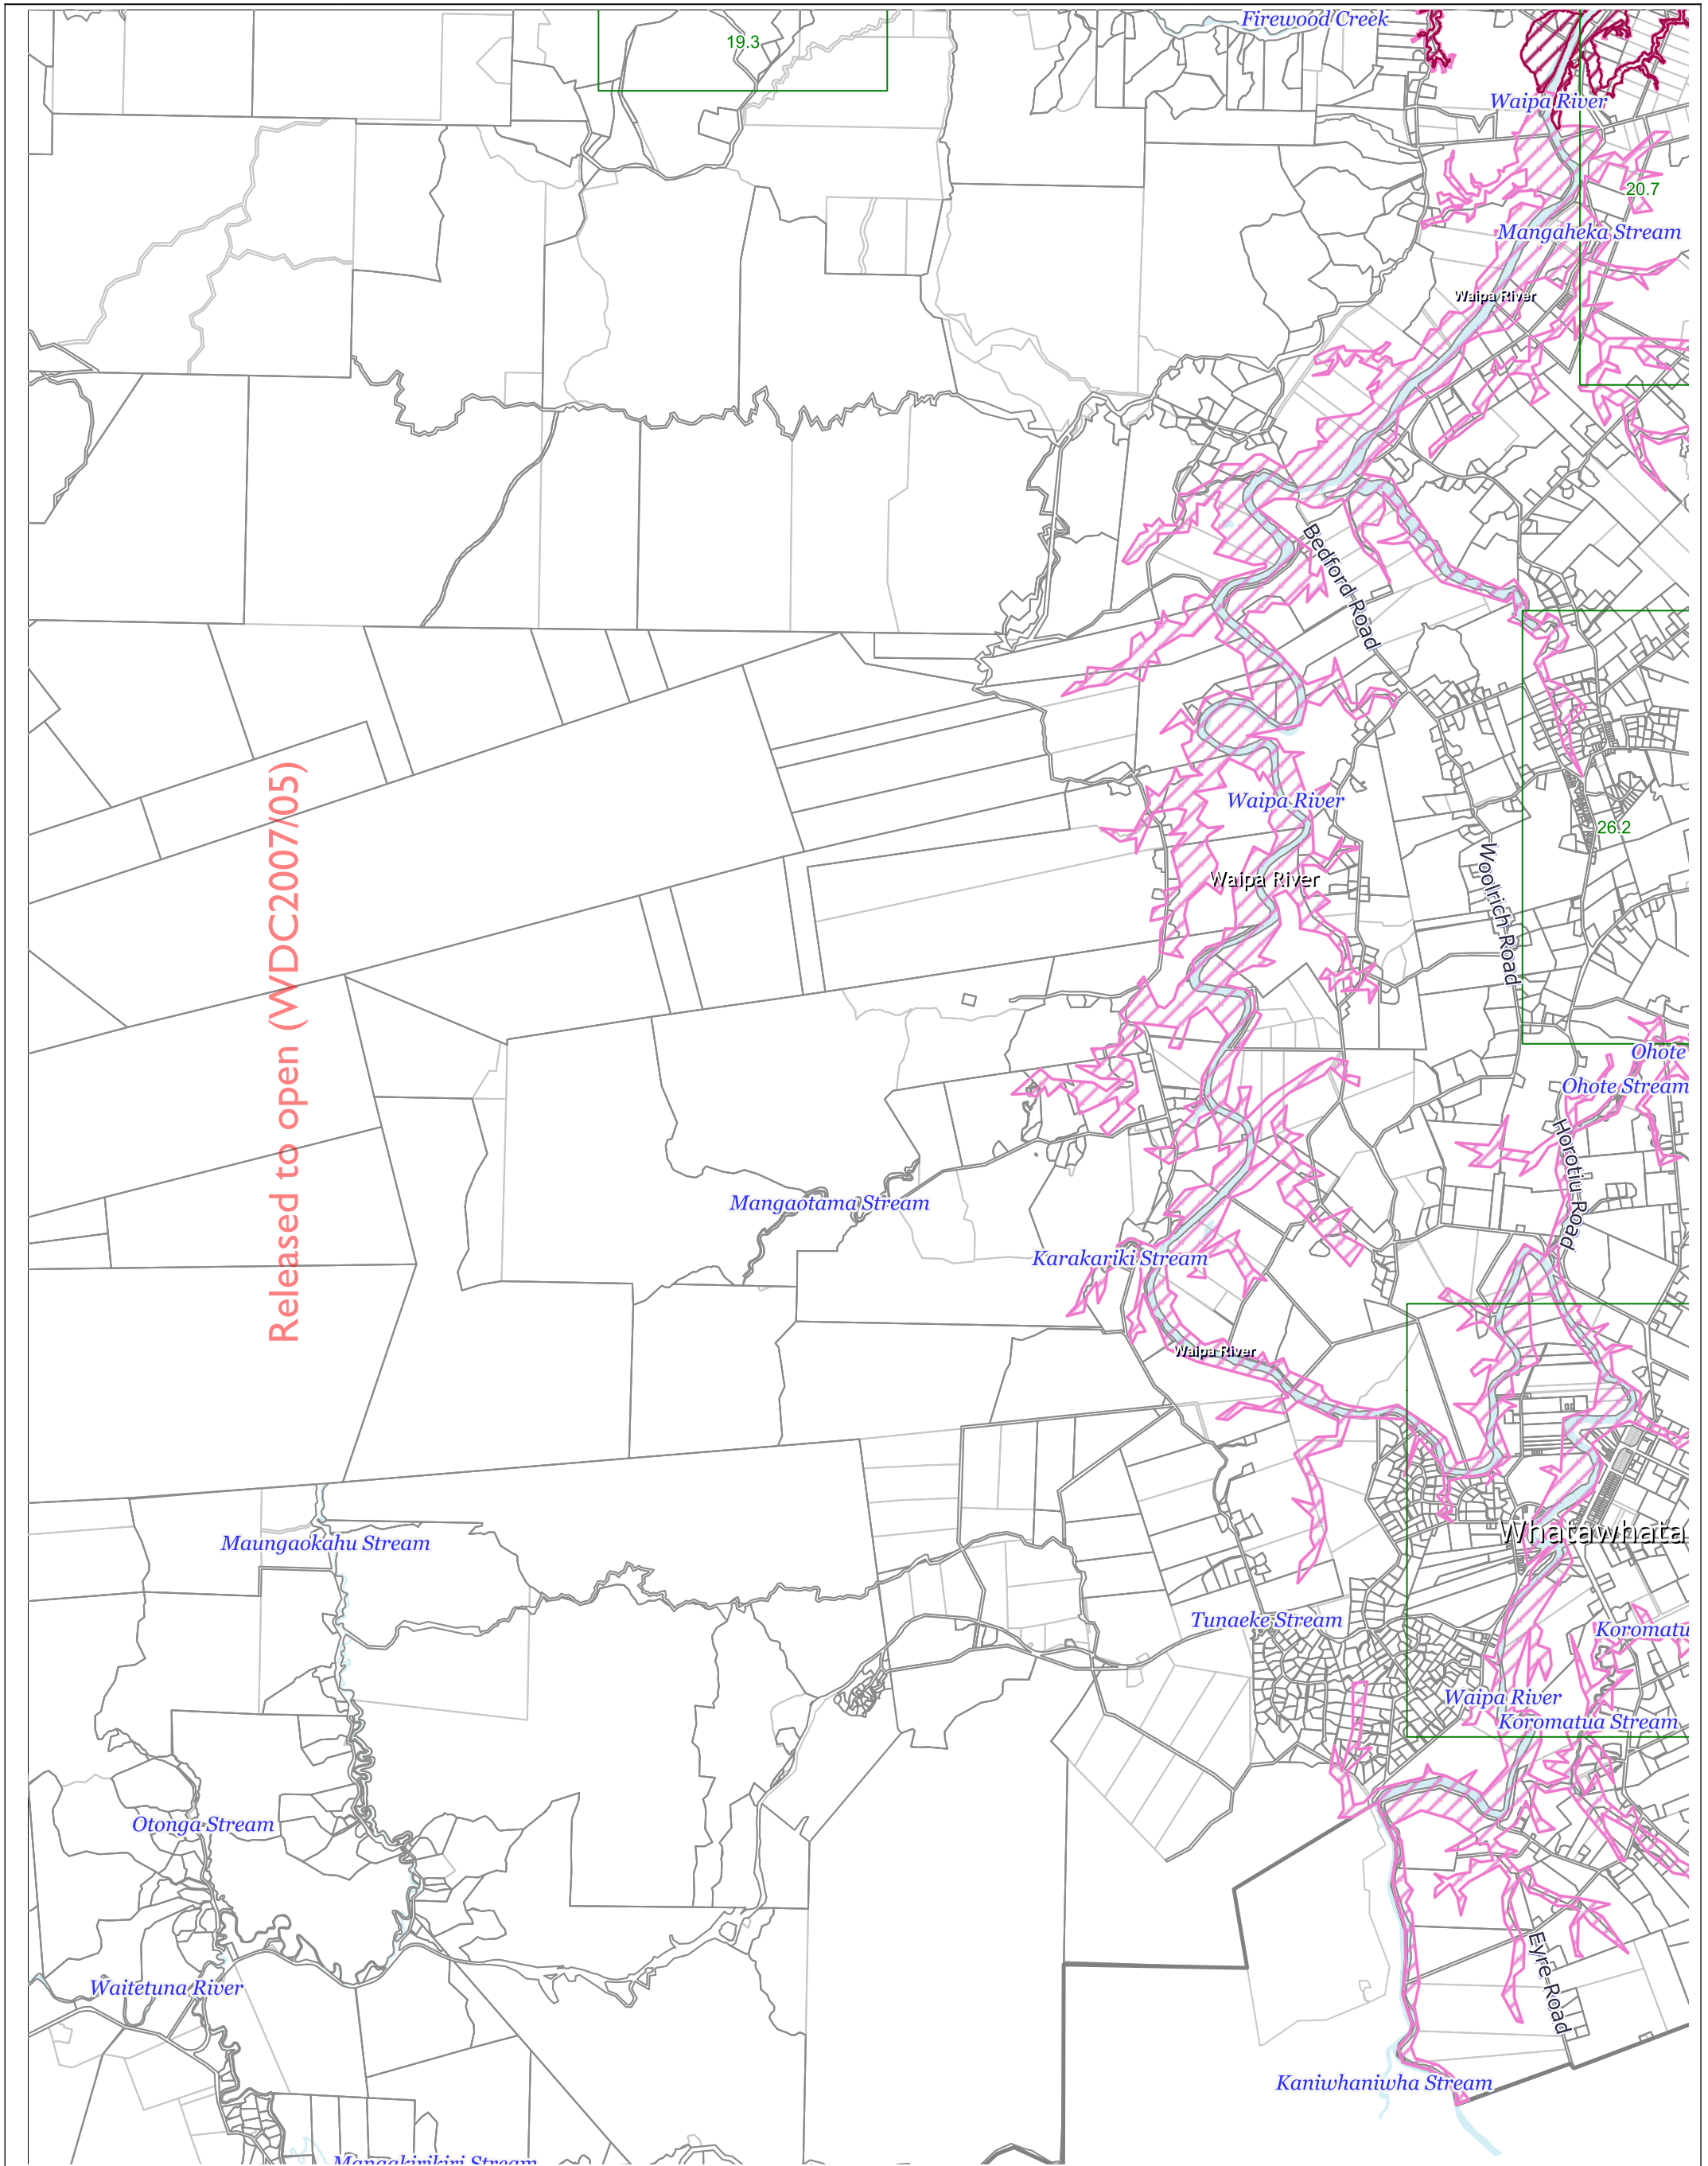 Firewood Creek
19.3
Waipa River
20.7
Mangaheka Stream
Waipa River
Bedford Road
Waipa River
26.2
Woolrich Road
Waipa River
Released to open (WDC2007/05)
Ohote
Ohote Stream
Horotiu Road
Mangaotama Stream
Karakariki Stream
Waipa River
Whatawhata
Maungaokahu Stream
Tunaeke Stream
Koromatu
Waipa River
Koromatua Stream
Otonga Stream
Eyre Road
Waitetuna River
Kaniwhaniwha Stream
Mangakirikiri Stream